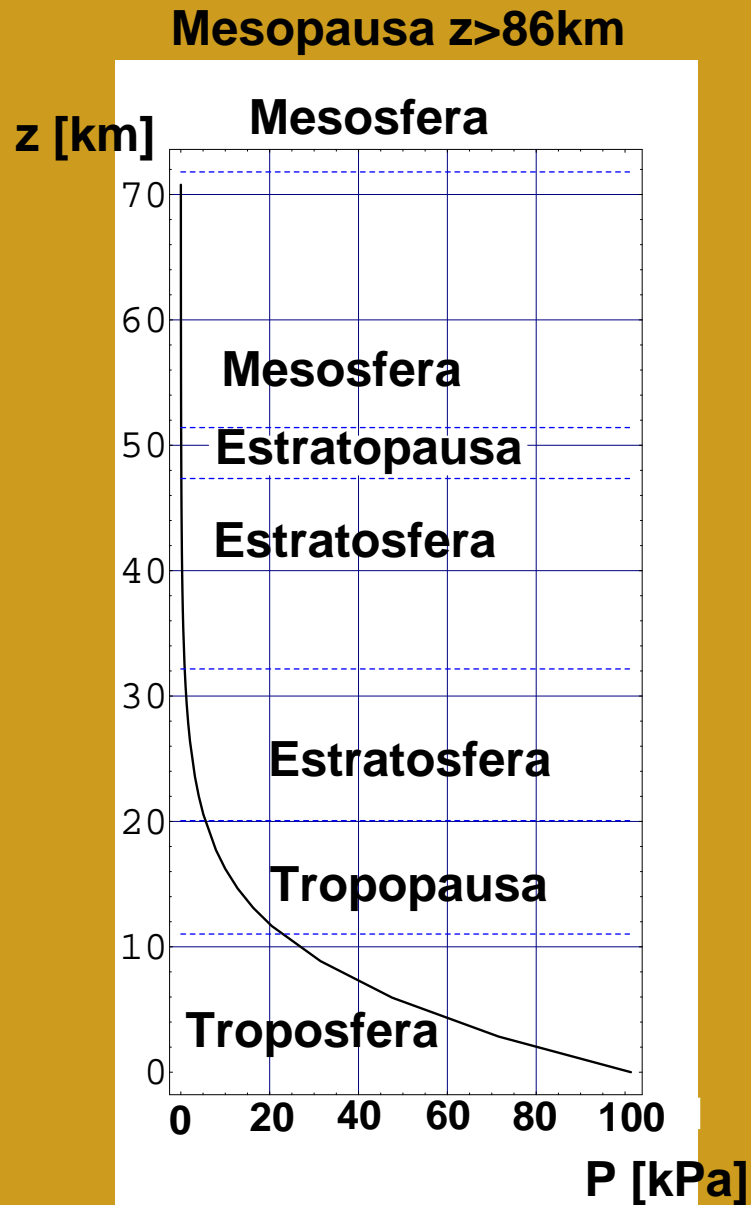 Mesopausa z>86km
Mesosfera
z [km]
70
60
Mesosfera
50
Estratopausa
Estratosfera
40
30
Estratosfera
20
Tropopausa
10
Troposfera
0
0 20 40 60 80 100
P [kPa]